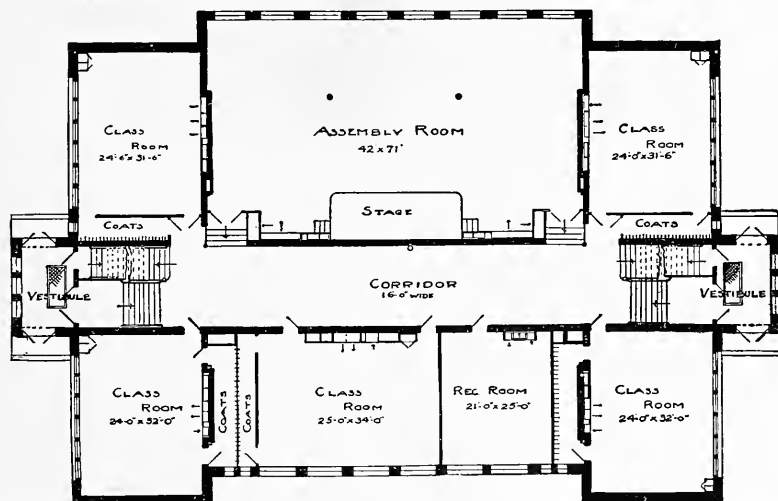 CLASS
ROOM
24'-6" x 31'-6"
ASSEMBLY ROOM
42 x 71'
CLASS
ROOM
24'-0" x 31'-6"
COATS
STAGE
COATS
VESTIBULE
CORRIDOR
16'-0" WIDE
VESTIBULE
CLASS
ROOM
24'-0" x 32'-0"
COATS
COATS
CLASS
ROOM
25'-0" x 34'-0"
REC ROOM
21'-0" x 25'-0"
CLASS
ROOM
24'-0" x 32'-0"